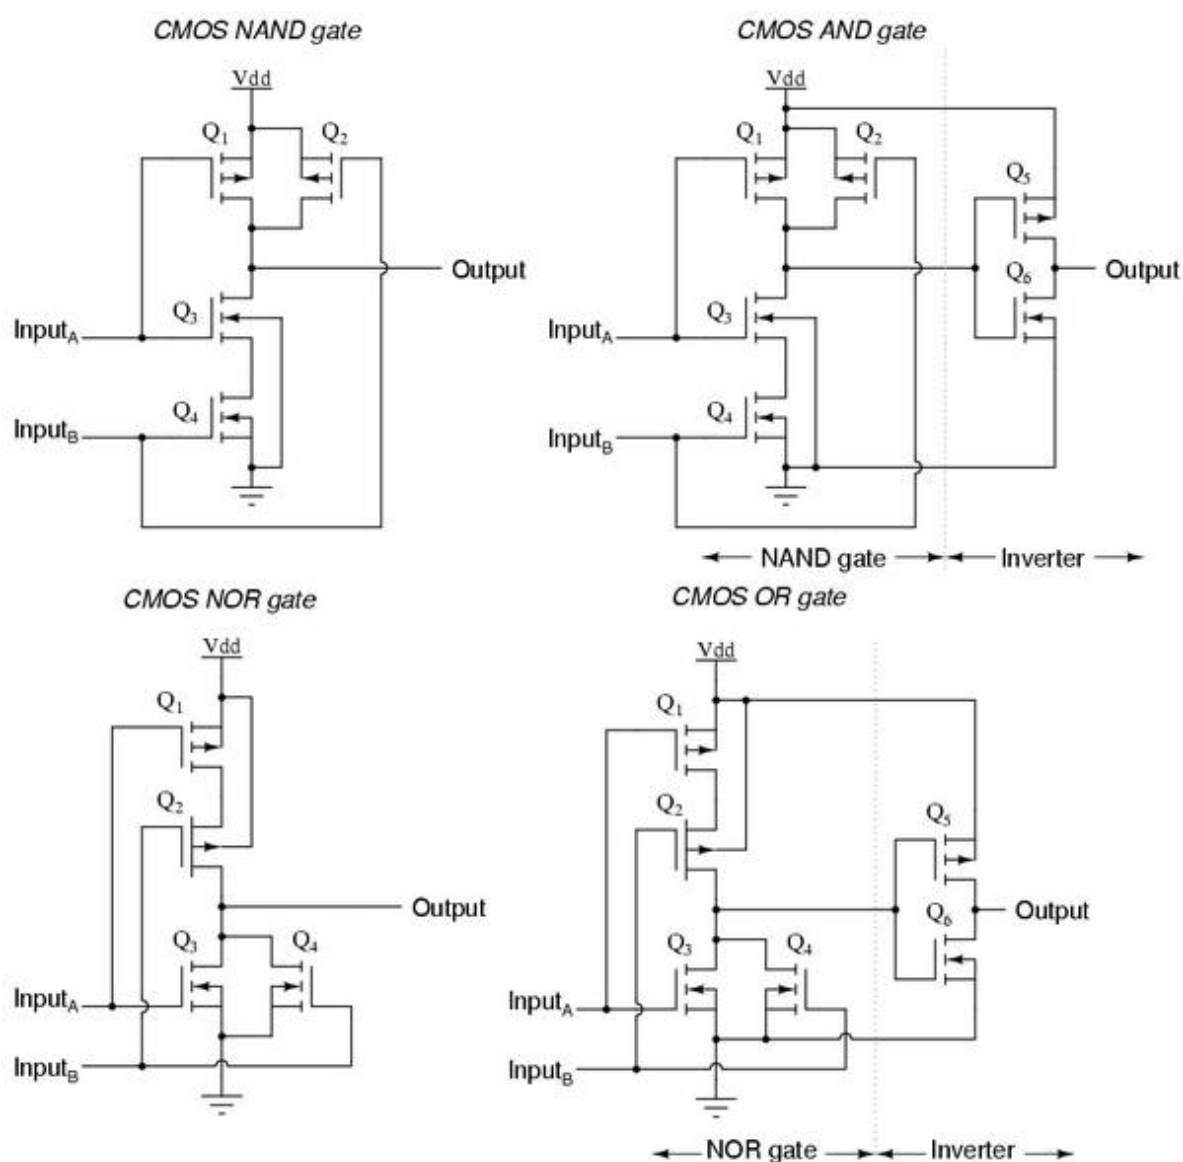 CMOS NAND gate
Vdd
Q1
Q2
Output
Q3
InputA
Q4
InputB
CMOS AND gate
Vdd
Q1
Q2
Q5
Q6
Output
Q3
InputA
Q4
InputB
NAND gate
Inverter
CMOS NOR gate
Vdd
Q1
Q2
Output
Q3
Q4
InputA
InputB
CMOS OR gate
Vdd
Q1
Q2
Q5
Q6
Output
Q3
Q4
InputA
InputB
NOR gate
Inverter